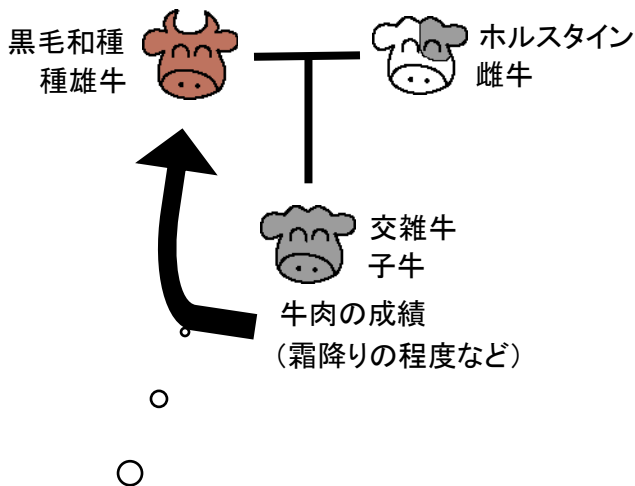 黒毛和種
種雄牛
ホルスタイン
雌牛
交雑牛
子牛
牛肉の成績
（霜降りの程度など）